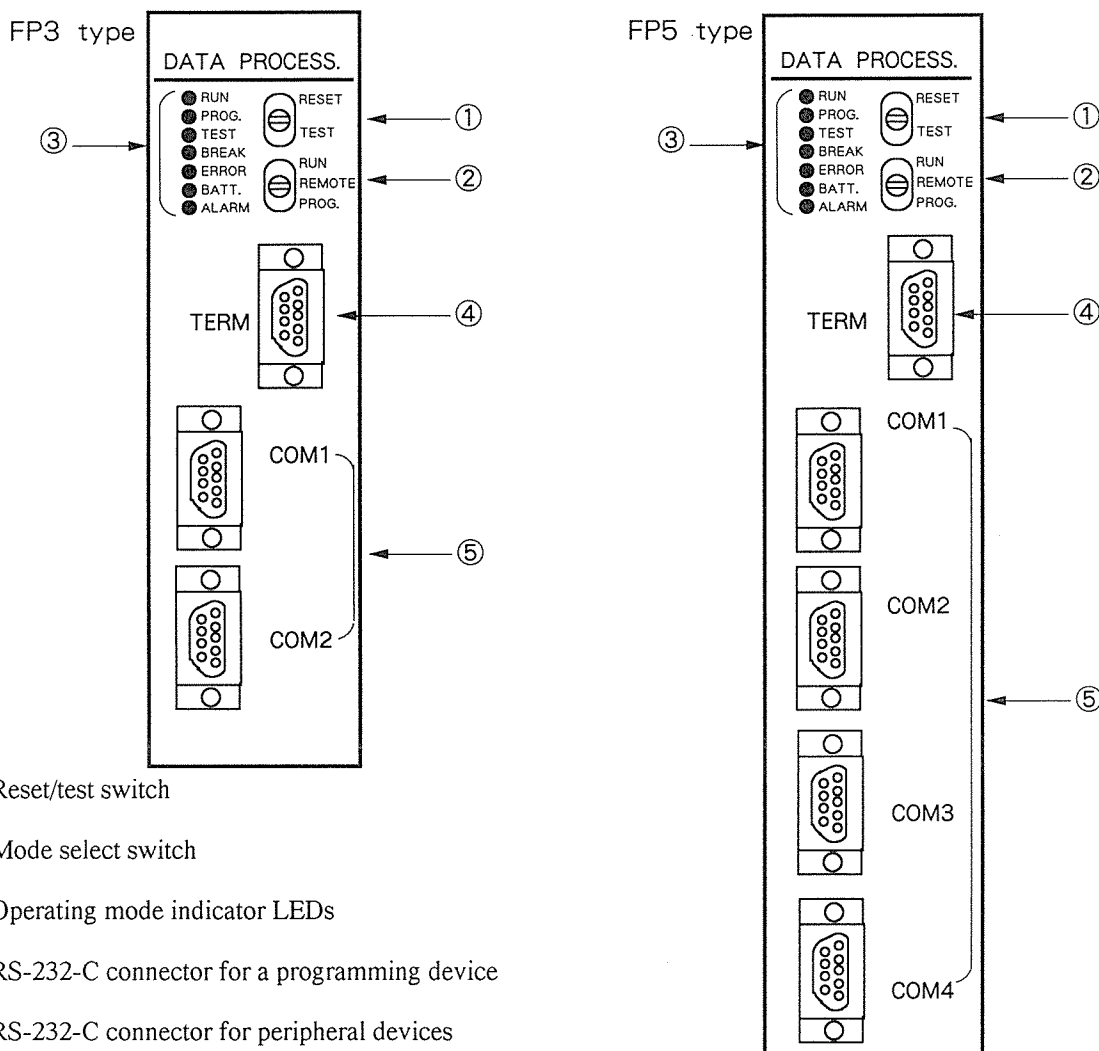 FP3 type
DATA PROCESS.
RUN
PROG.
TEST
BREAK
ERROR
BATT.
ALARM
RESET
TEST
RUN
REMOTE
PROG.
①
②
③
④
⑤
TERM
COM1
COM2
FP5 type
DATA PROCESS.
RUN
PROG.
TEST
BREAK
ERROR
BATT.
ALARM
RESET
TEST
RUN
REMOTE
PROG.
①
②
③
④
⑤
TERM
COM1
COM2
COM3
COM4
Reset/test switch
Mode select switch
Operating mode indicator LEDs
RS-232-C connector for a programming device
RS-232-C connector for peripheral devices